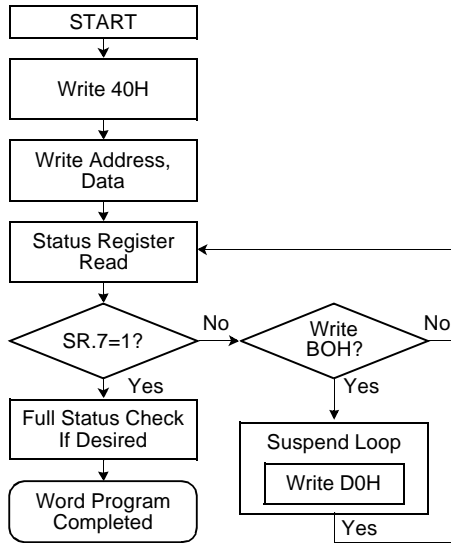 START
Write 40H
Write Address,
Data
Status Register
Read
SR.7=1?
No
Write
BOH?
No
Yes
Yes
Full Status Check
If Desired
Suspend Loop
Write D0H
Word Program
Completed
Yes